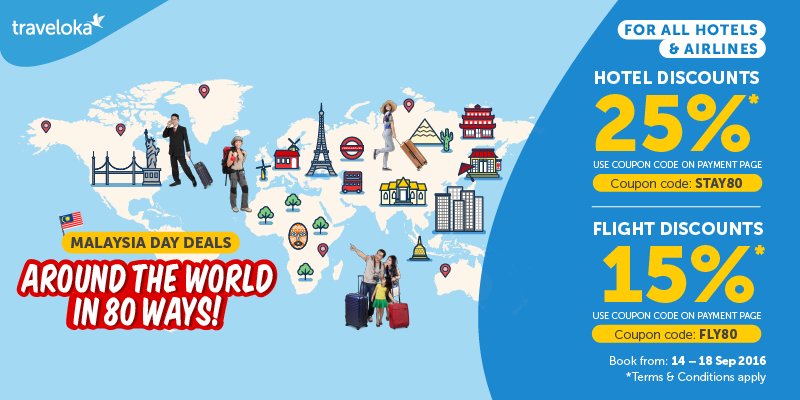 traveloka
MALAYSIA DAY DEALS
AROUND THE WORLD
IN 80 WAYS!
FOR ALL HOTELS
& AIRLINES
HOTEL DISCOUNTS
25%*
USE COUPON CODE ON PAYMENT PAGE
Coupon code: STAY80
FLIGHT DISCOUNTS
15%*
USE COUPON CODE ON PAYMENT PAGE
Coupon code: FLY80
Book from: 14 – 18 Sep 2016
*Terms & Conditions apply